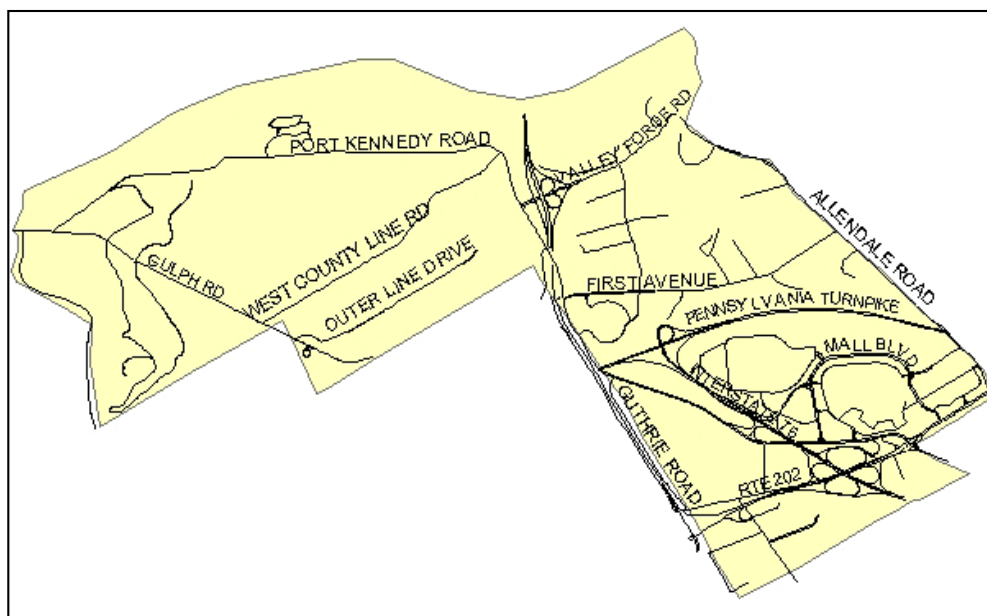 PORT KENNEDY ROAD
VALLEY FORGE RD
ALLENDALE ROAD
GULPH RD
WEST COUNTY LINE RD
OUTER LINE DRIVE
FIRST AVENUE
PENNSYLVANIA TURNPIKE
MALL BLVD
INTERSTATE 76
GUTHRIE ROAD
RTE 202